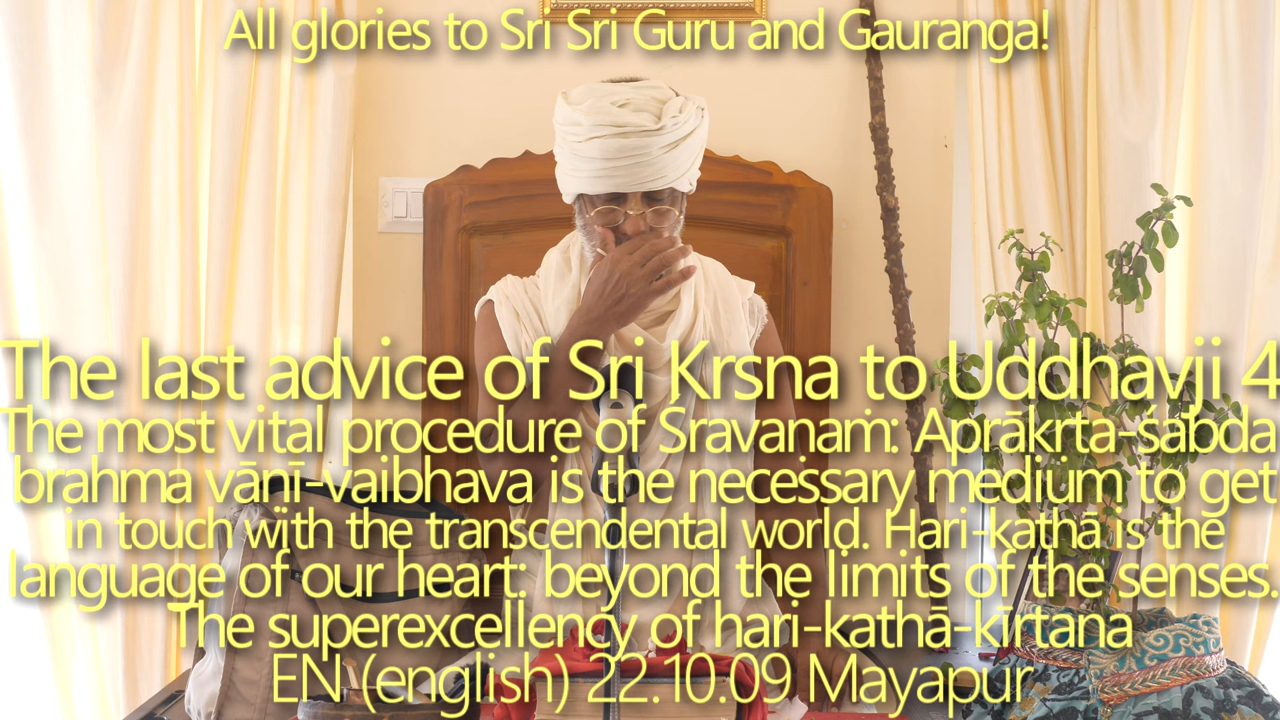 All glories to Sri Sri Guru and Gauranga!
The last advice of Sri Krsna to Uddhavji 4
The most vital procedure of Śravanaṁ: Aprākrta-śabda
brahma vānī-vaibhava is the necessary medium to get
in touch with the transcendental world. Hari-kathā is the
language of our heart: beyond the limits of the senses.
The superexcellency of hari-kathā-kīrtana
EN (english) 22.10.09 Mayapur